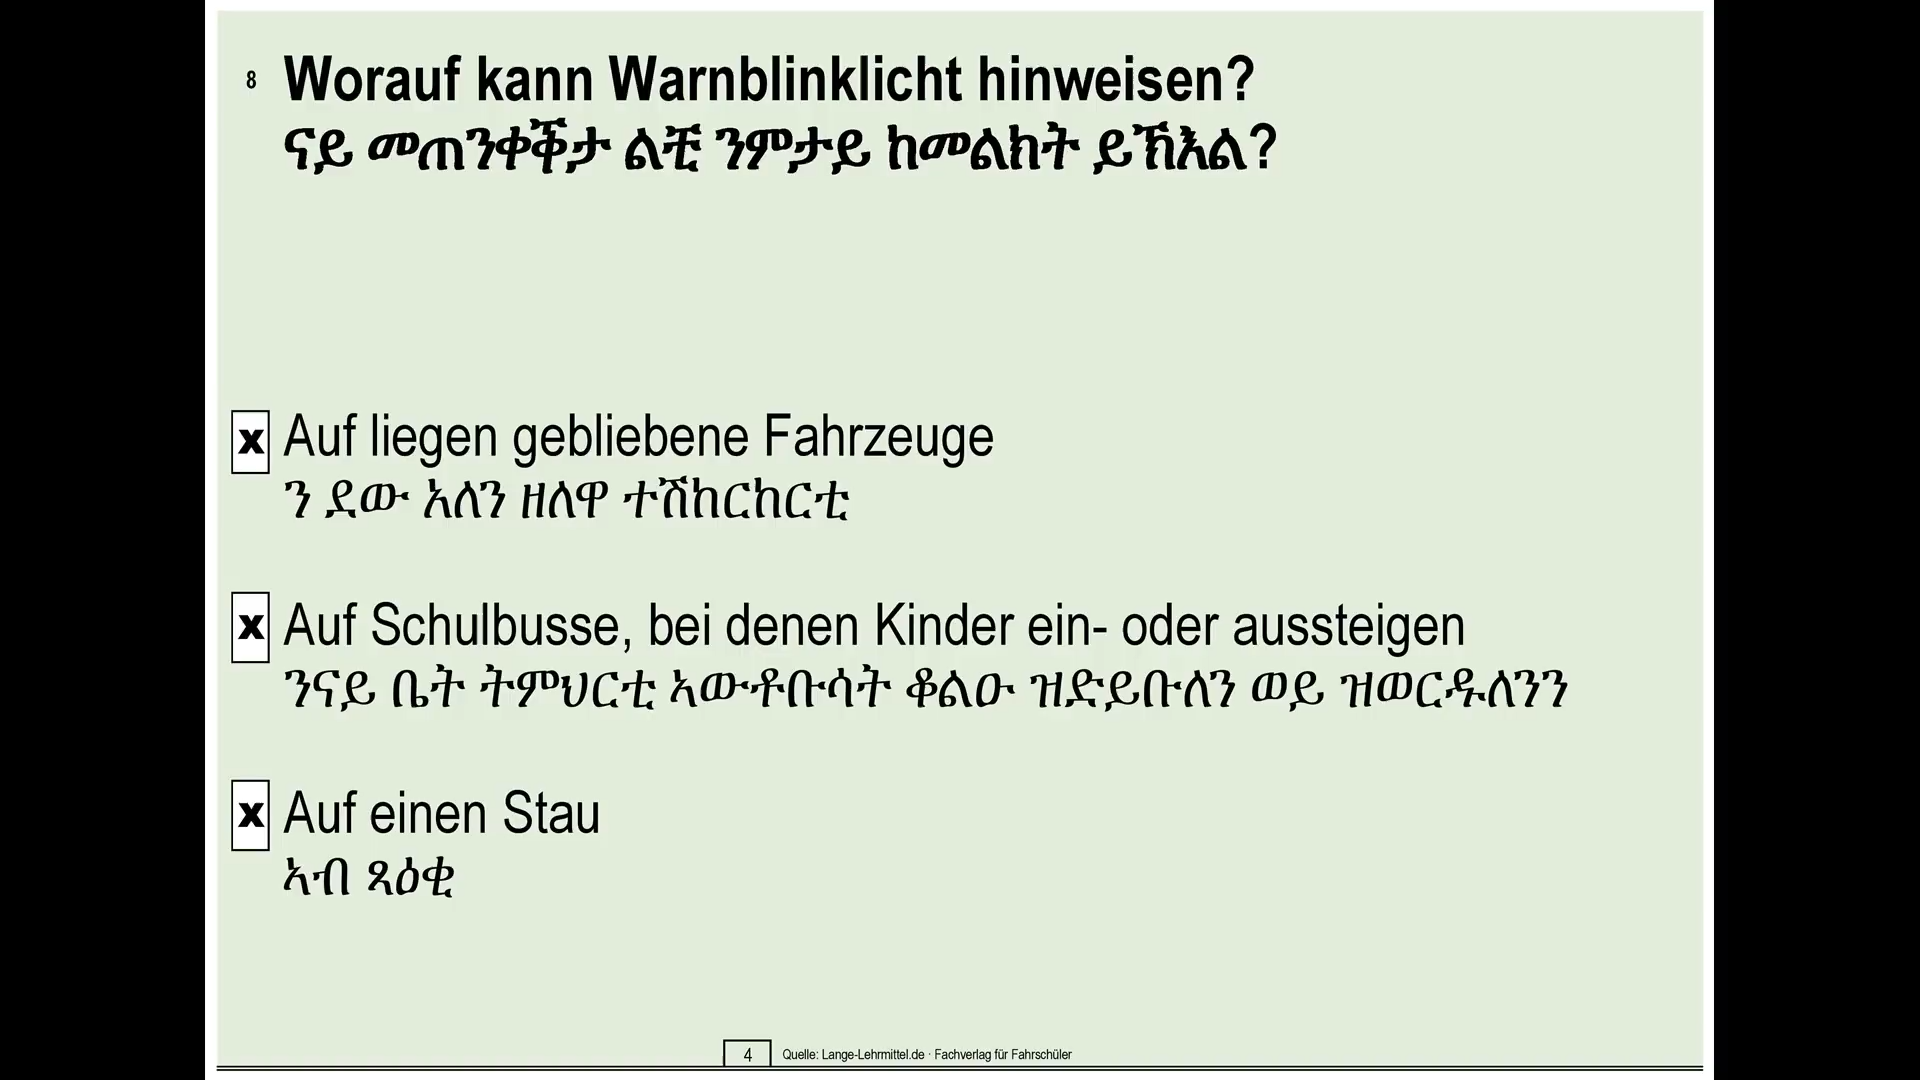 8 Worauf kann Warnblinklicht hinweisen?
ናይ መጠንቀቕታ ልቺ ንምታይ ከመልክት ይኽእል?
x Auf liegen gebliebene Fahrzeuge
ን ደው ኣለን ዘለዋ ተሽከርከርቲ
x Auf Schulbusse, bei denen Kinder ein- oder aussteigen
ንናይ ቤት ትምህርቲ ኣውቶቡሳት ቆልዑ ዝድይቡለን ወይ ዝወርዱለንን
x Auf einen Stau
ኣብ ጻዕቂ
4 Quelle: Lange-Lehrmittel.de · Fachverlag für Fahrschüler